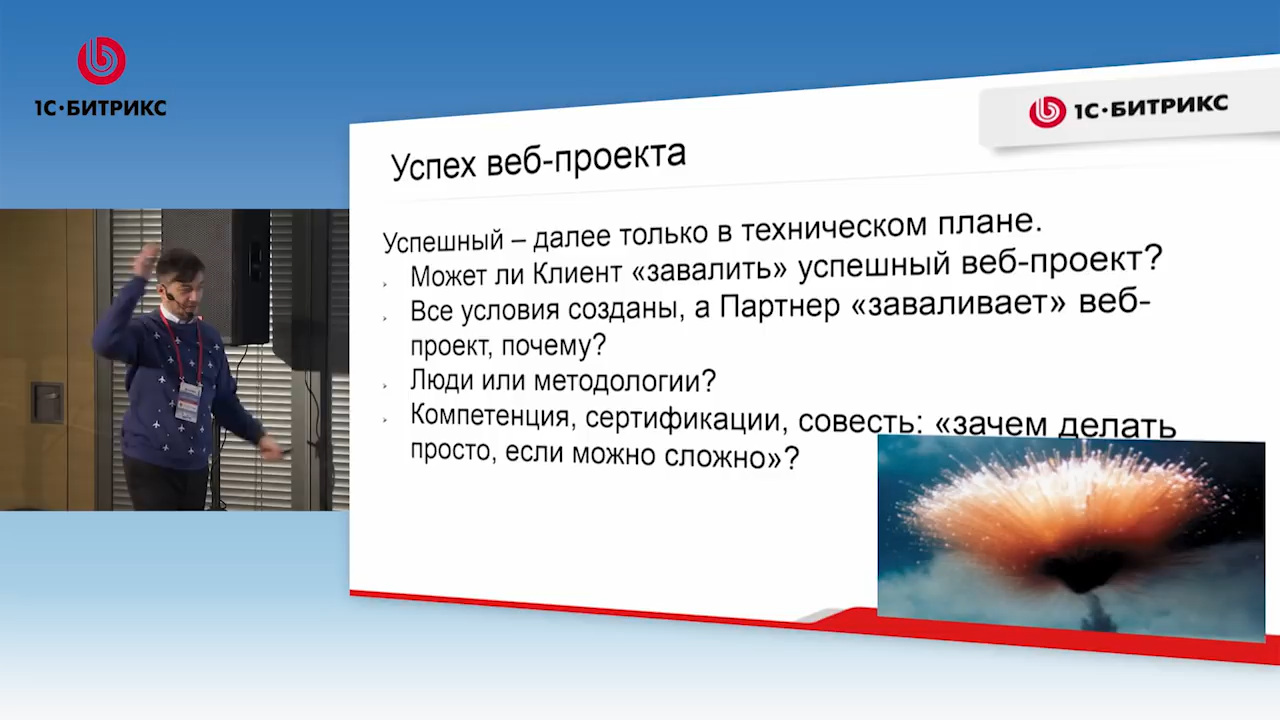 1С·БИТРИКС
1С·БИТРИКС
Успех веб-проекта
Успешный – далее только в техническом плане.
Может ли Клиент «завалить» успешный веб-проект?
Все условия созданы, а Партнер «заваливает» веб-
проект, почему?
Люди или методологии?
Компетенция, сертификации, совесть: «зачем делать
просто, если можно сложно»?